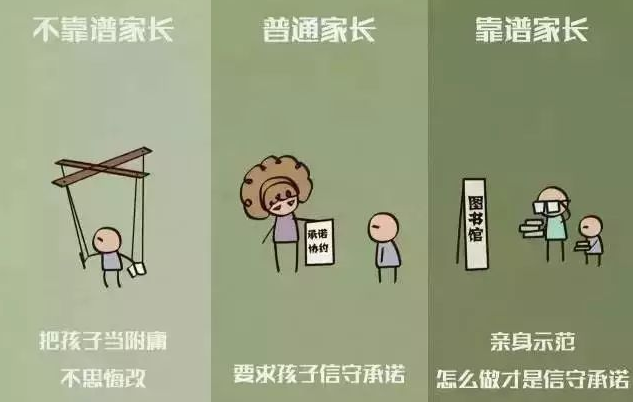 不靠谱家长
普通家长
靠谱家长
承诺
协约
图书馆
把孩子当附庸
不思悔改
要求孩子信守承诺
亲身示范
怎么做才是信守承诺